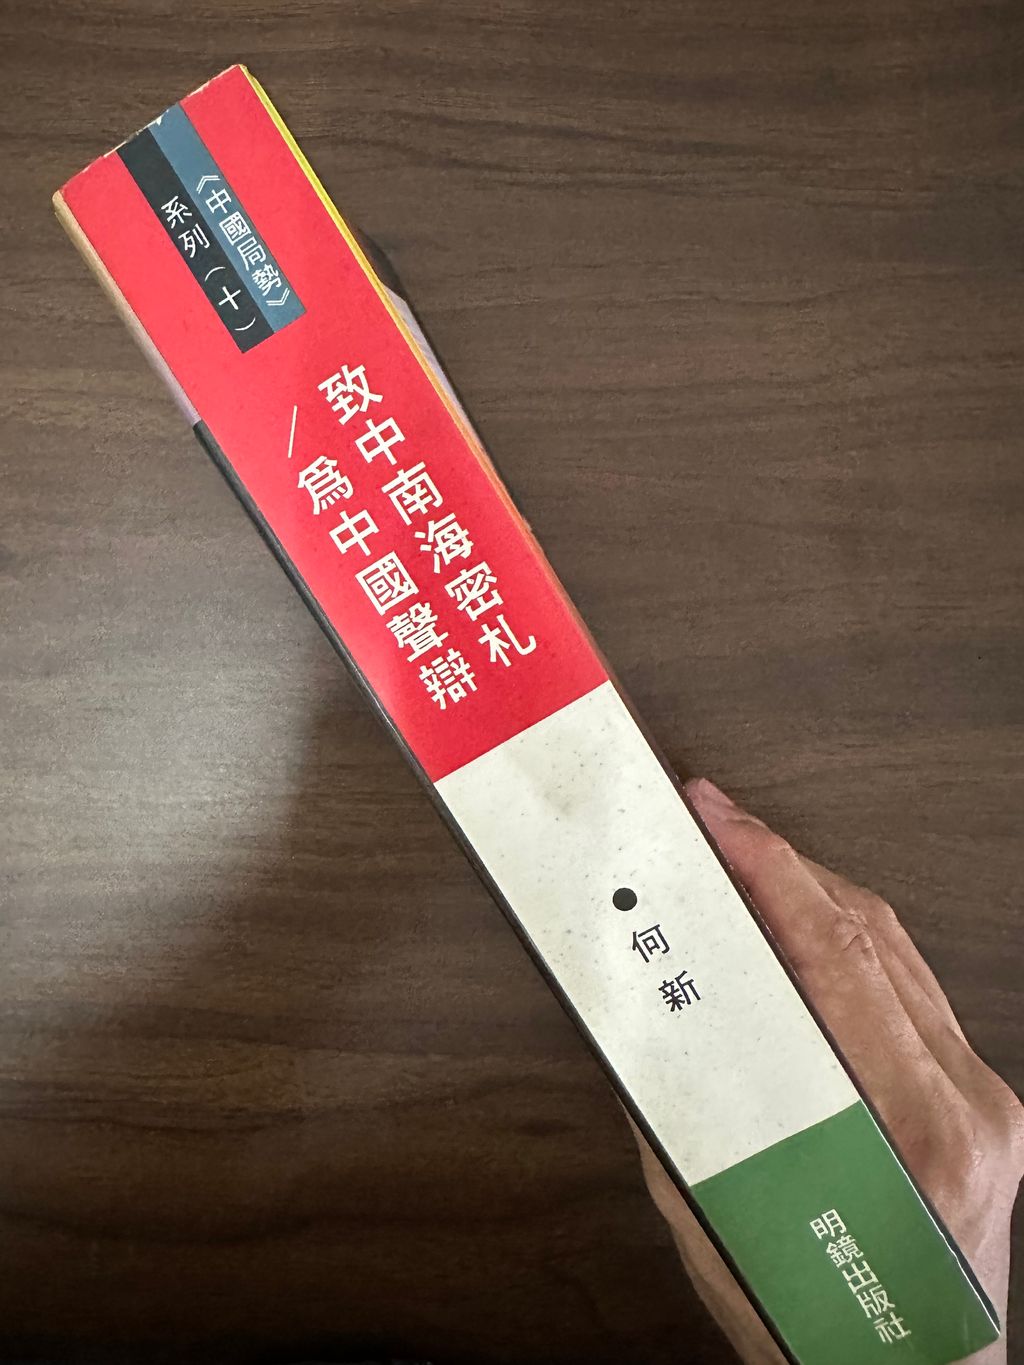 《中國局勢》
系列（十）
致中南海密札
／爲中國聲辯
●何新
明鏡出版社